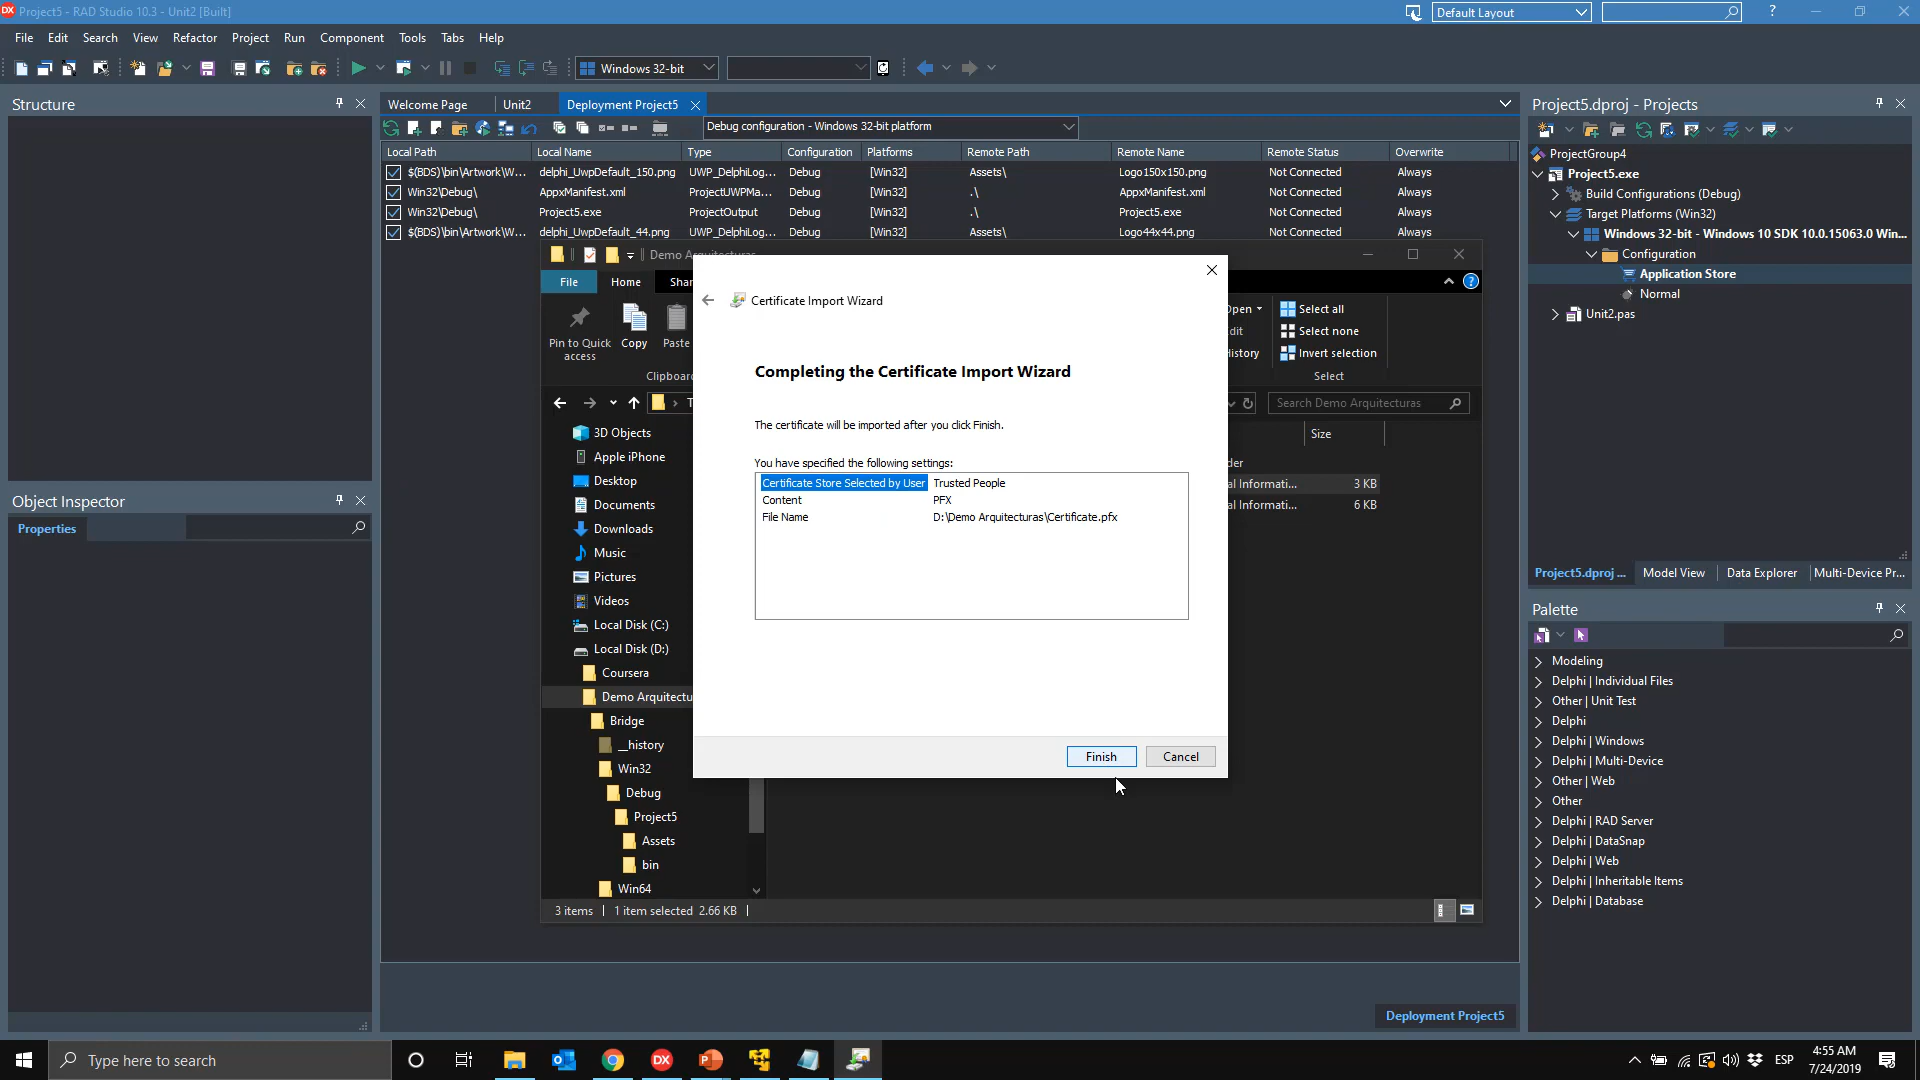 Project5 - RAD Studio 10.3 - Unit2 [Built]
Default Layout
File Edit Search View Refactor Project Run Component Tools Tabs Help
Windows 32-bit
Structure
Welcome Page Unit2 Deployment Project5
Debug configuration - Windows 32-bit platform
Local Path Local Name Type Configuration Platforms Remote Path Remote Name Remote Status Overwrite
$(BDS)\bin\Artwork\W... delphi_UwpDefault_150.png UWP_DelphiLog... Debug [Win32] Assets\ Logo150x150.png Not Connected Always
Win32\Debug\ AppxManifest.xml ProjectUWPMa... Debug [Win32] .\ AppxManifest.xml Not Connected Always
Win32\Debug\ Project5.exe ProjectOutput Debug [Win32] .\ Project5.exe Not Connected Always
$(BDS)\bin\Artwork\W... delphi_UwpDefault_44.png UWP_DelphiLog... Debug [Win32] Assets\ Logo44x44.png Not Connected Always
Demo Arquitecturas
File Home Shar
Pin to Quick access
Copy
Paste
Clipboard
Open
dit
History
Select all
Select none
Invert selection
Select
Search Demo Arquitecturas
Size
der
al Informati... 3 KB
al Informati... 6 KB
3D Objects
Apple iPhone
Desktop
Documents
Downloads
Music
Pictures
Videos
Local Disk (C:)
Local Disk (D:)
Coursera
Demo Arquitectu
Bridge
__history
Win32
Debug
Project5
Assets
bin
Win64
3 items 1 item selected 2.66 KB
Certificate Import Wizard
Completing the Certificate Import Wizard
The certificate will be imported after you click Finish.
You have specified the following settings:
Certificate Store Selected by User Trusted People
Content PFX
File Name D:\Demo Arquitecturas\Certificate.pfx
Finish Cancel
Object Inspector
Properties
Deployment Project5
Project5.dproj - Projects
ProjectGroup4
Project5.exe
Build Configurations (Debug)
Target Platforms (Win32)
Windows 32-bit - Windows 10 SDK 10.0.15063.0 Win...
Configuration
Application Store
Normal
Unit2.pas
Project5.dproj ... Model View Data Explorer Multi-Device Pr...
Palette
Modeling
Delphi | Individual Files
Other | Unit Test
Delphi
Delphi | Windows
Delphi | Multi-Device
Other | Web
Other
Delphi | RAD Server
Delphi | DataSnap
Delphi | Web
Delphi | Inheritable Items
Delphi | Database
Type here to search
ESP
4:55 AM
7/24/2019